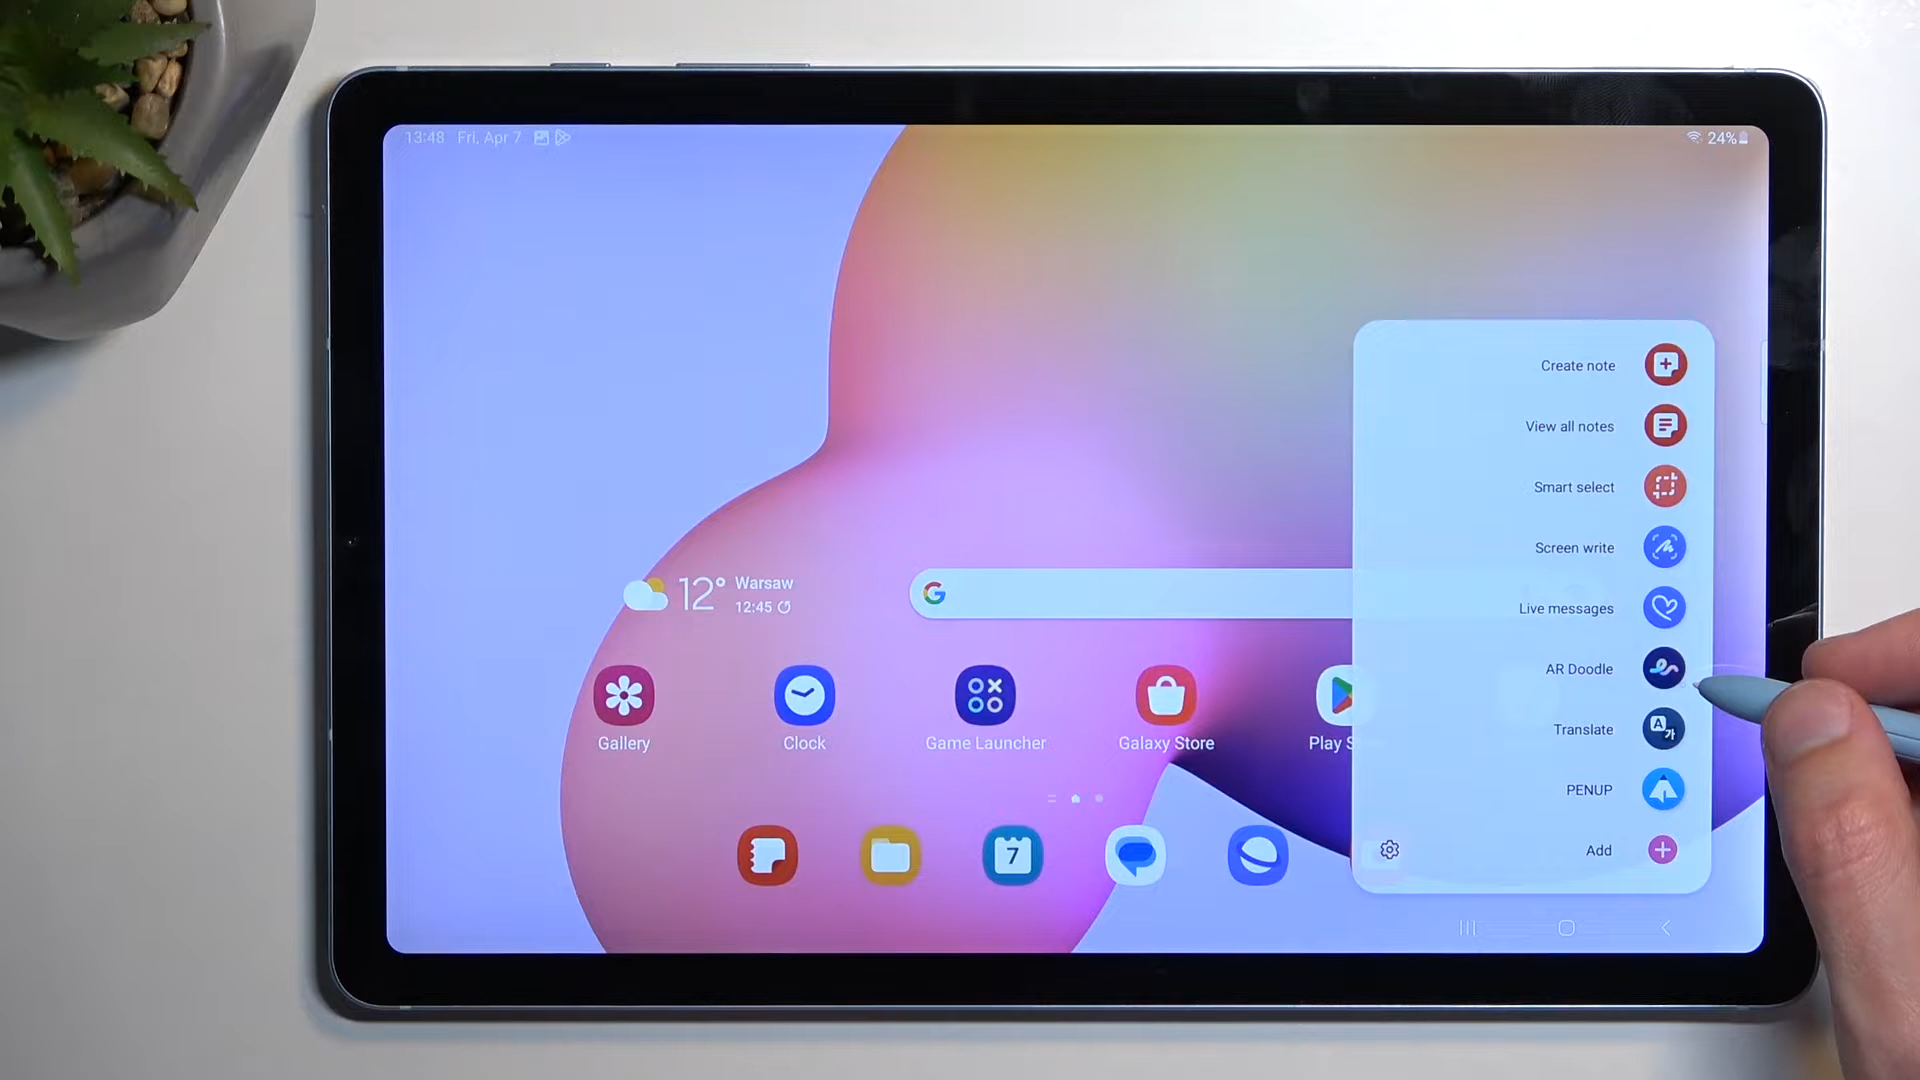 13:48 Fri, Apr 7
24%
Create note
View all notes
Smart select
Screen write
12° Warsaw
12:45
G
Live messages
AR Doodle
Gallery
Clock
Game Launcher
Galaxy Store
Play S
Translate
A
가
PENUP
7
Add